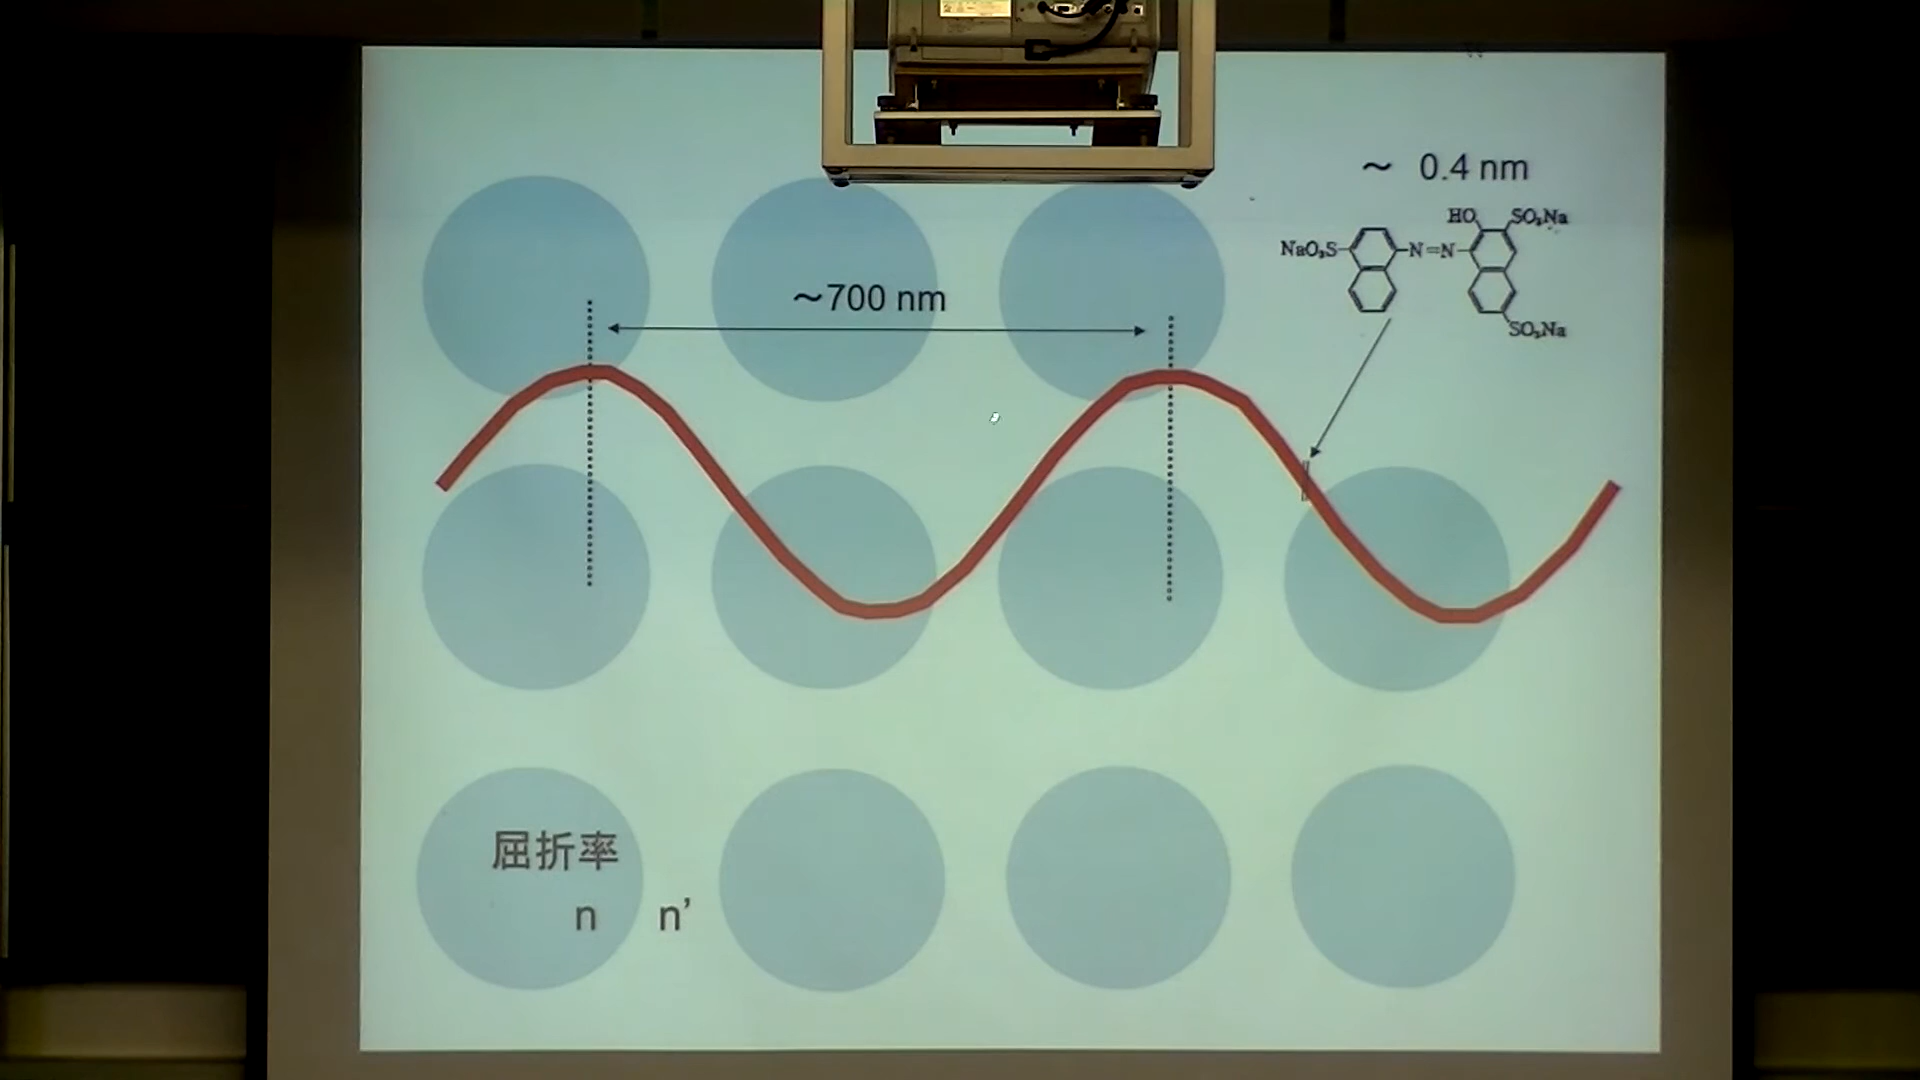 ～ 0.4 nm
HO
SO₃Na
NaO₃S
N=N
SO₃Na
～700 nm
屈折率
n n’